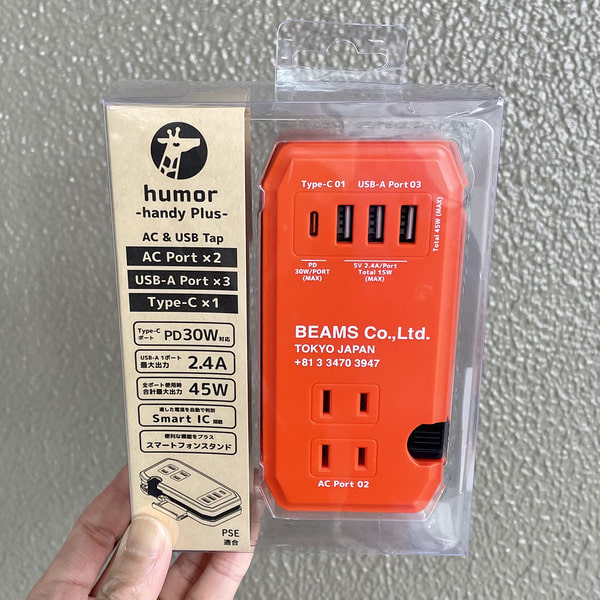 humor
-handy Plus-
AC & USB Tap
AC Port ×2
USB-A Port ×3
Type-C ×1
Type-C
ポート
PD30W対応
USB-A 1ポート
最大出力
2.4A
全ポート使用時
合計最大出力
45W
適した電流を自動で判別
Smart IC搭載
便利な機能をプラス
スマートフォンスタンド
PSE
適合
Type-C 01
USB-A Port 03
Total 45W (MAX)
PD
30W/PORT
(MAX)
5V 2.4A/Port
Total 15W
(MAX)
BEAMS Co.,Ltd.
TOKYO JAPAN
+81 3 3470 3947
AC Port 02